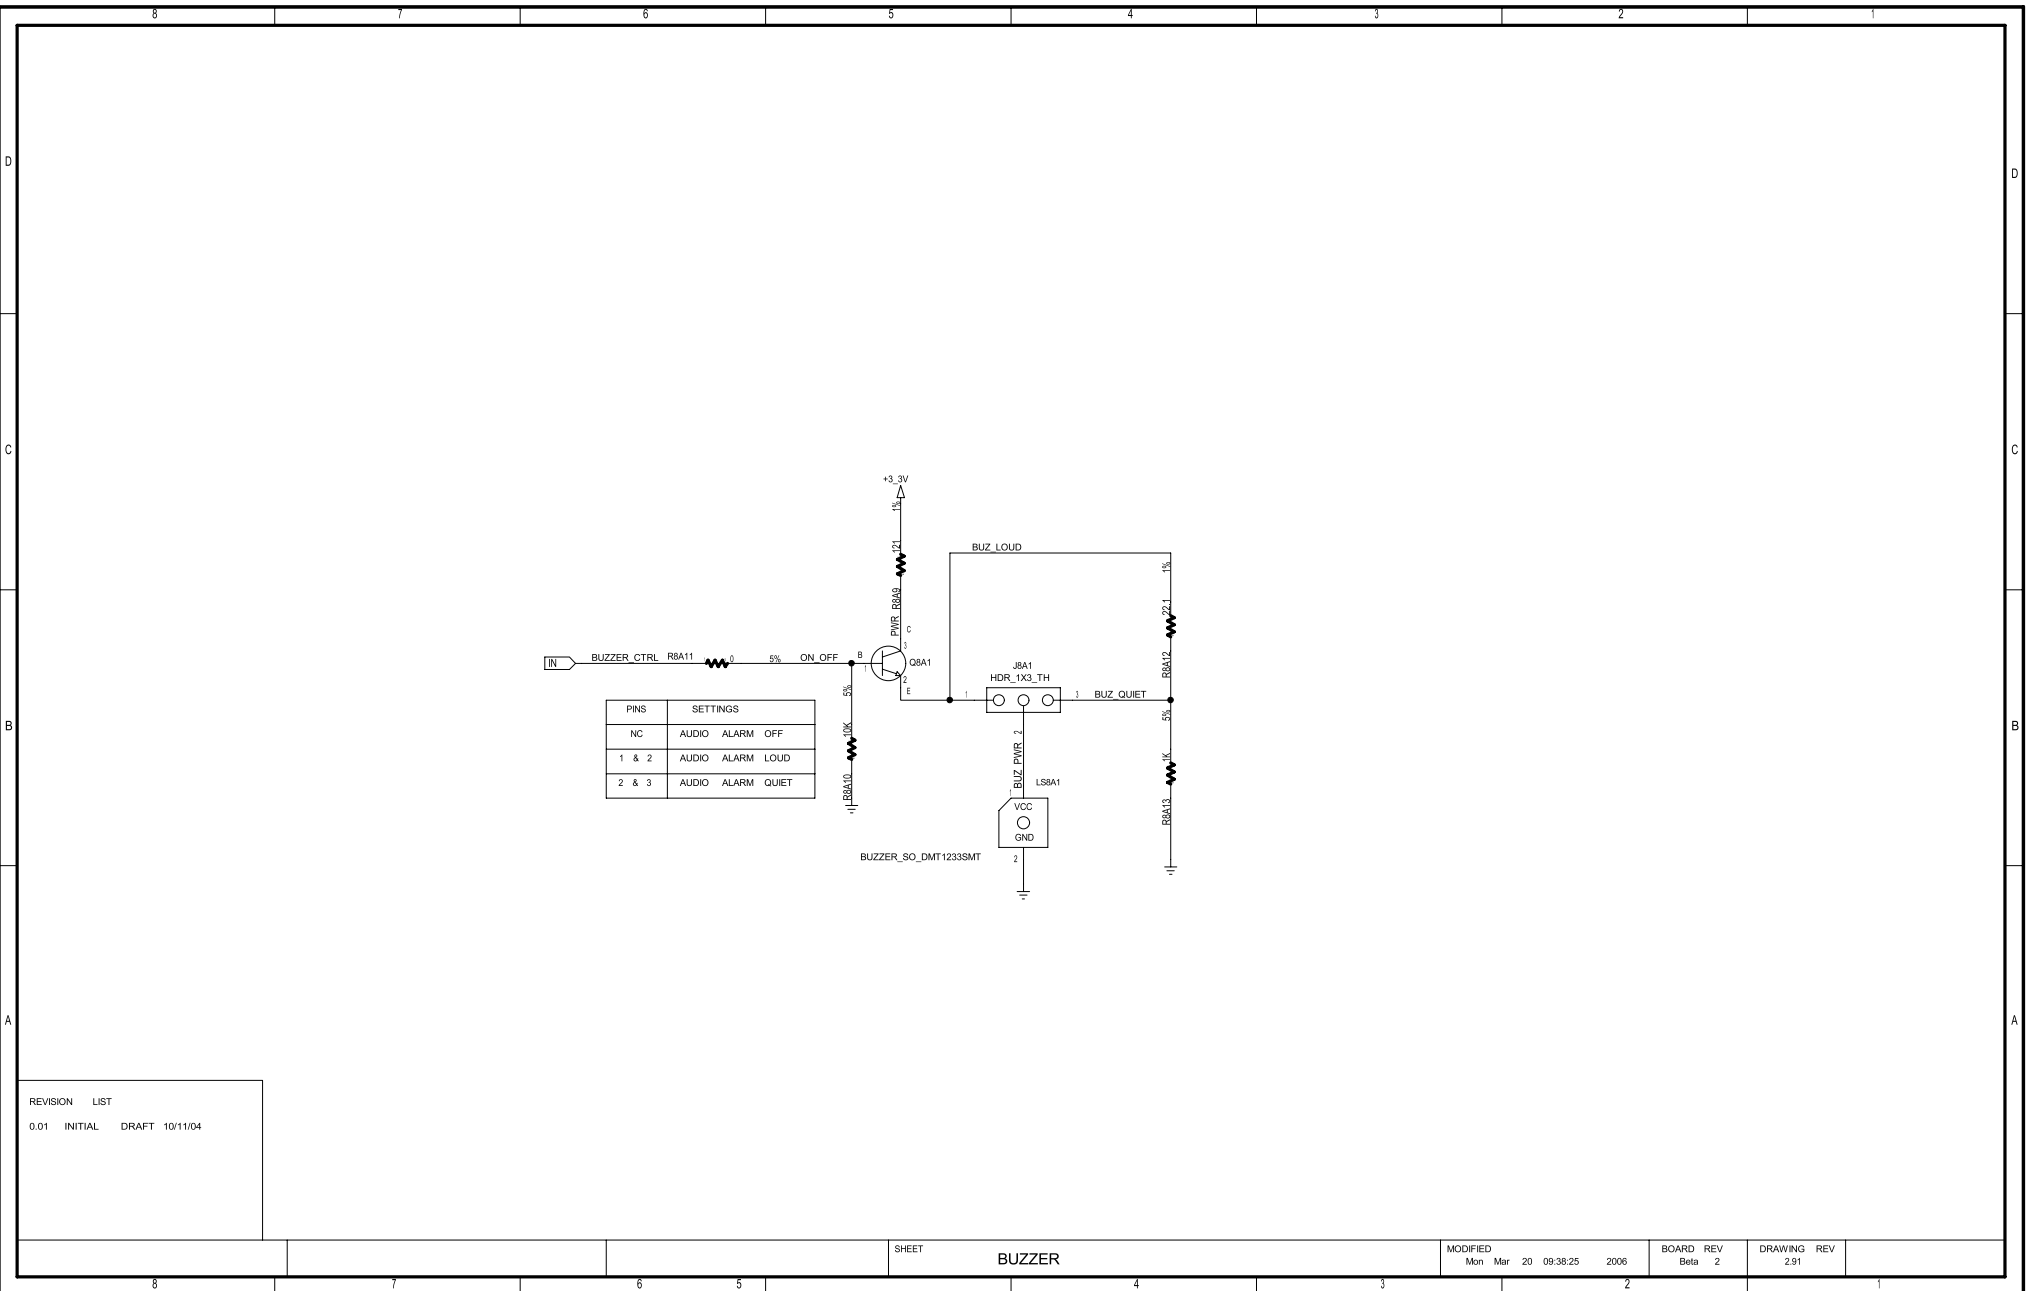 8 7 6 5 4 3 2 1
D D
C C
+3_3V
1%
121
R8A9
PWR
BUZ_LOUD
1%
22.1
R8A12
C
3
IN BUZZER_CTRL R8A11 0 5% ON_OFF B 1 Q8A1
2
E
J8A1
HDR_1X3_TH
1 3 BUZ_QUIET
5%
10K
R8A10
5%
1K
R8A13
PINS SETTINGS
NC AUDIO ALARM OFF
1 & 2 AUDIO ALARM LOUD
2 & 3 AUDIO ALARM QUIET
B B
2
BUZ_PWR
1
LS8A1
VCC
GND
BUZZER_SO_DMT1233SMT 2
A A
REVISION LIST
0.01 INITIAL DRAFT 10/11/04
SHEET
BUZZER
MODIFIED
Mon Mar 20 09:38:25 2006
BOARD REV
Beta 2
DRAWING REV
2.91
8 7 6 5 4 3 2 1